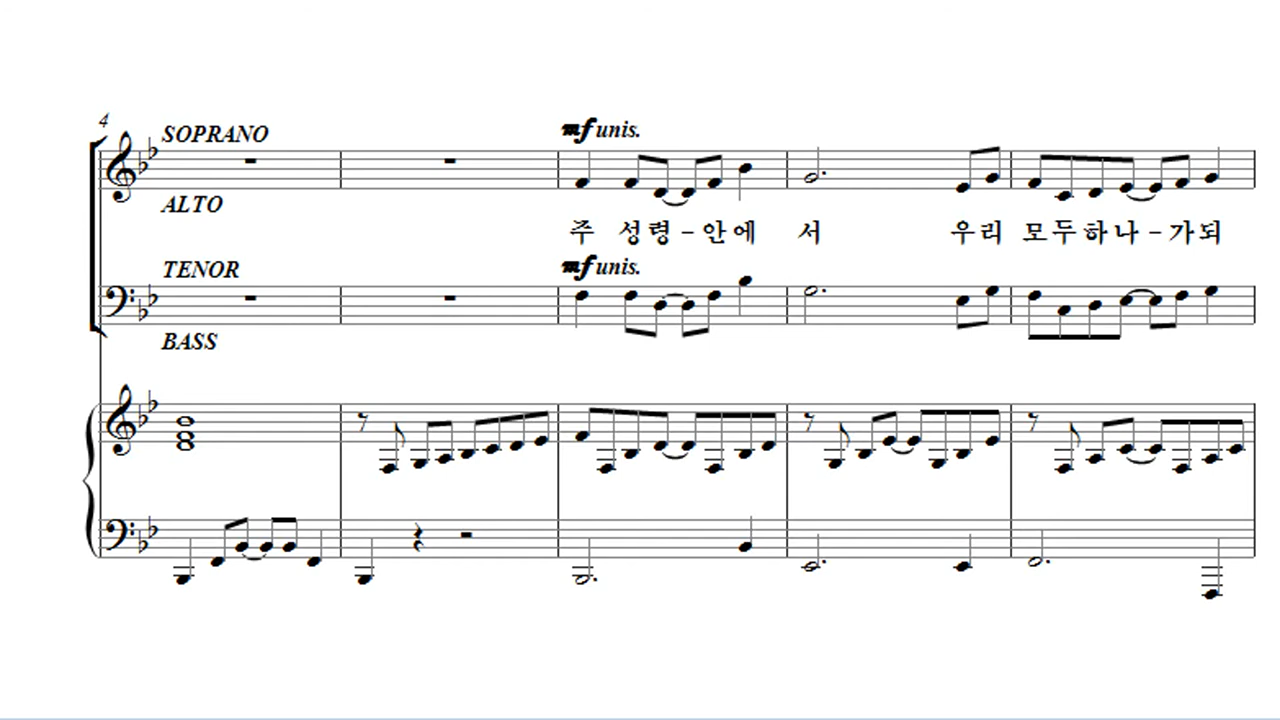 4
SOPRANO
mf unis.
ALTO
주 성령-안에 서 우리 모두하나-가되
TENOR
mf unis.
BASS